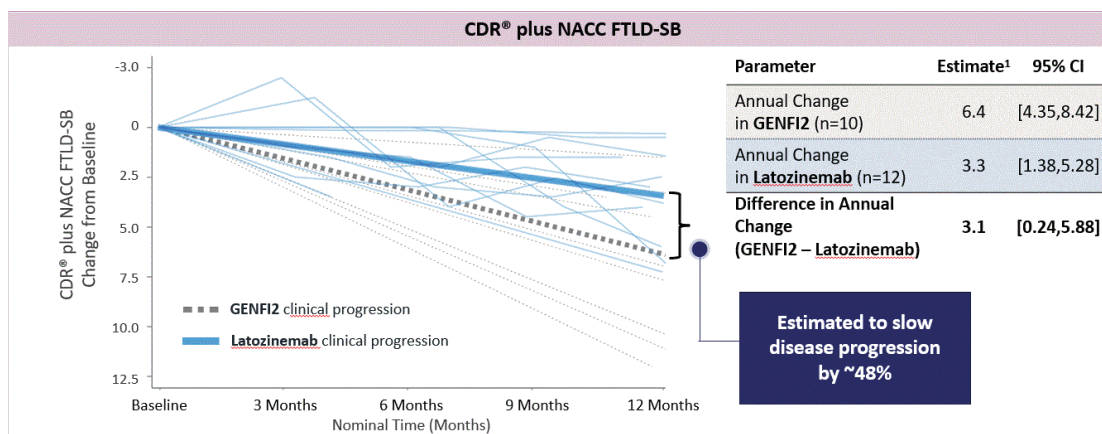 CDR® plus NACC FTLD-SB
CDR® plus NACC FTLD-SB
Change from Baseline
-3.0
0
2.5
5.0
7.5
10.0
12.5
GENFI2 clinical progression
Latozinemab clinical progression
Baseline
3 Months
6 Months
9 Months
12 Months
Nominal Time (Months)
Parameter Estimate¹ 95% CI
Annual Change
in GENFI2 (n=10) 6.4 [4.35,8.42]
Annual Change
in Latozinemab (n=12) 3.3 [1.38,5.28]
Difference in Annual
Change 3.1 [0.24,5.88]
(GENFI2 – Latozinemab)
Estimated to slow
disease progression
by ~48%